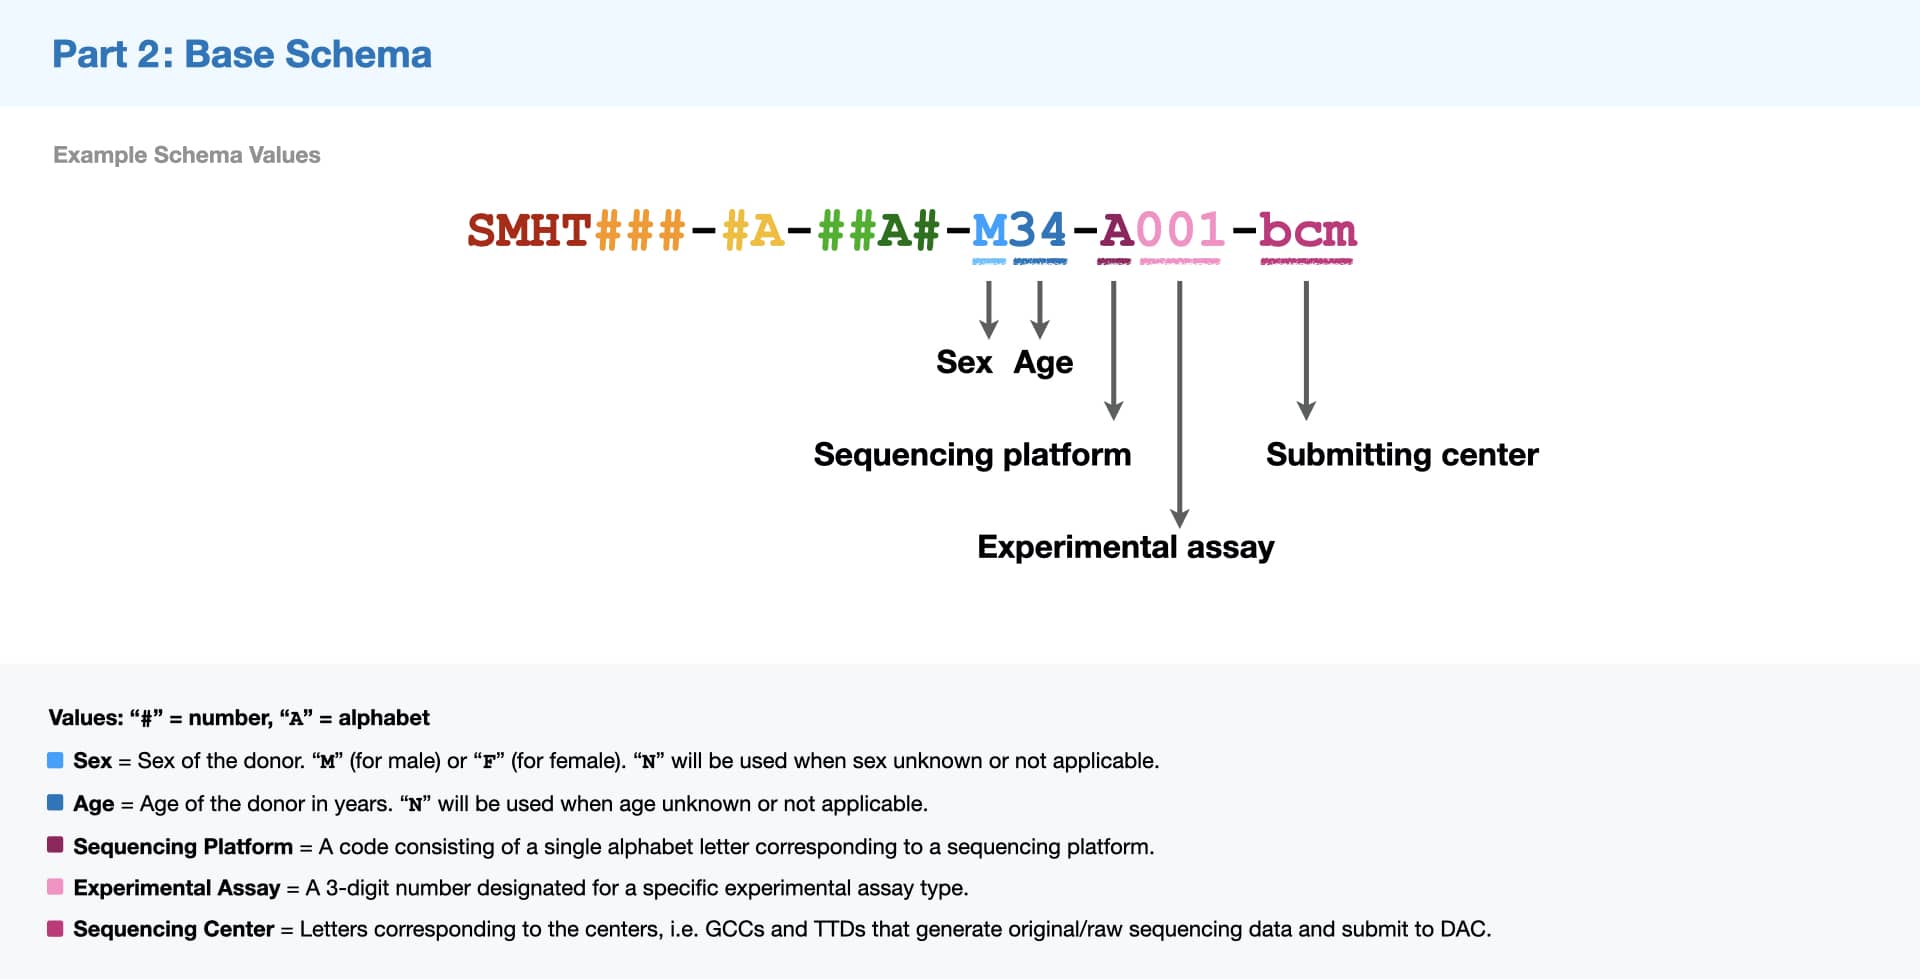 Part 2: Base Schema
Example Schema Values
SMHT###-#A-##A#-M34-A001-bcm
Sex Age
Sequencing platform Submitting center
Experimental assay
Values: “#” = number, “A” = alphabet
Sex = Sex of the donor. “M” (for male) or “F” (for female). “N” will be used when sex unknown or not applicable.
Age = Age of the donor in years. “N” will be used when age unknown or not applicable.
Sequencing Platform = A code consisting of a single alphabet letter corresponding to a sequencing platform.
Experimental Assay = A 3-digit number designated for a specific experimental assay type.
Sequencing Center = Letters corresponding to the centers, i.e. GCCs and TTDs that generate original/raw sequencing data and submit to DAC.